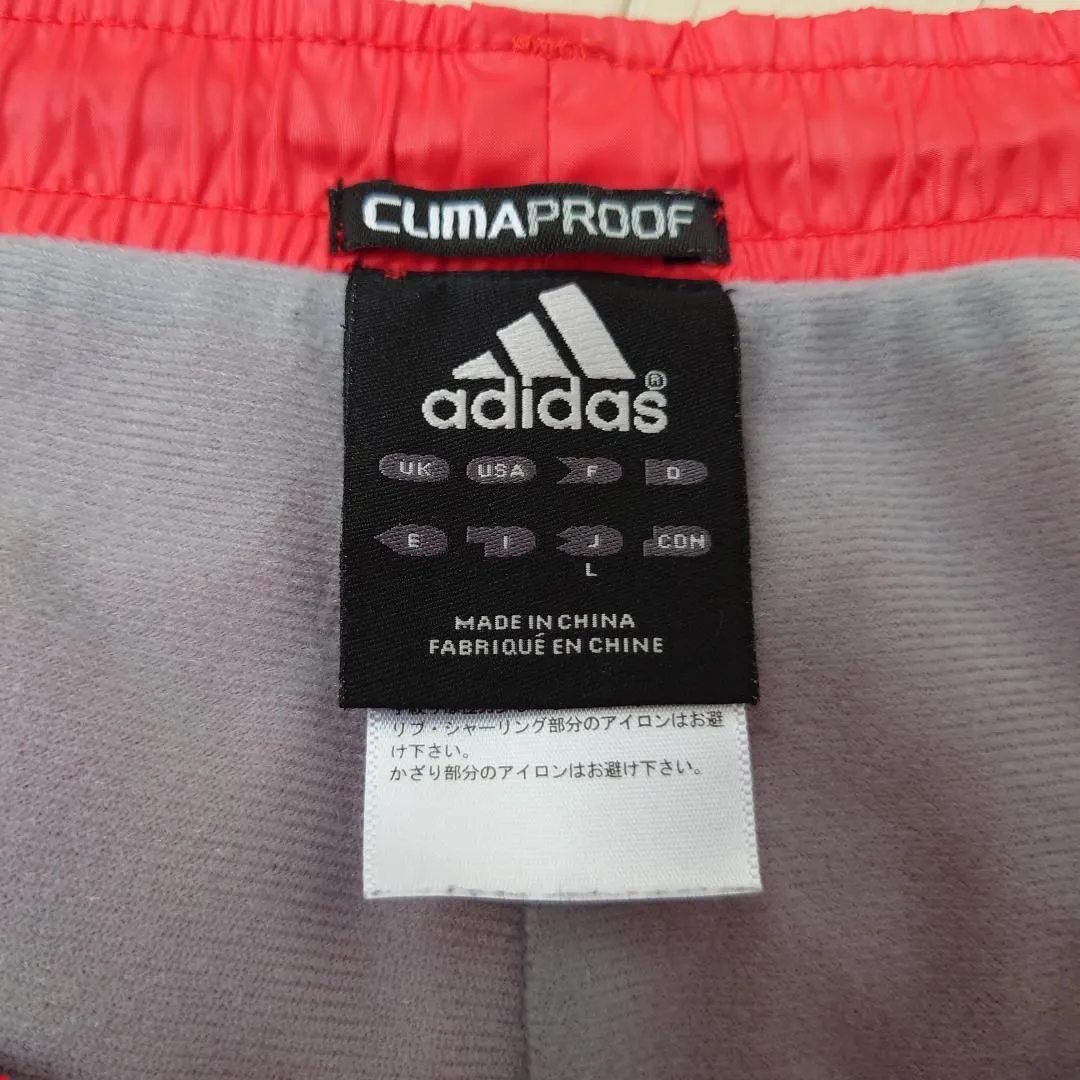 CLIMAPROOF
adidas®
UK USA F D
E I J CDN
L
MADE IN CHINA
FABRIQUÉ EN CHINE
リブ・シャーリング部分のアイロンはお避
け下さい。
かざり部分のアイロンはお避け下さい。